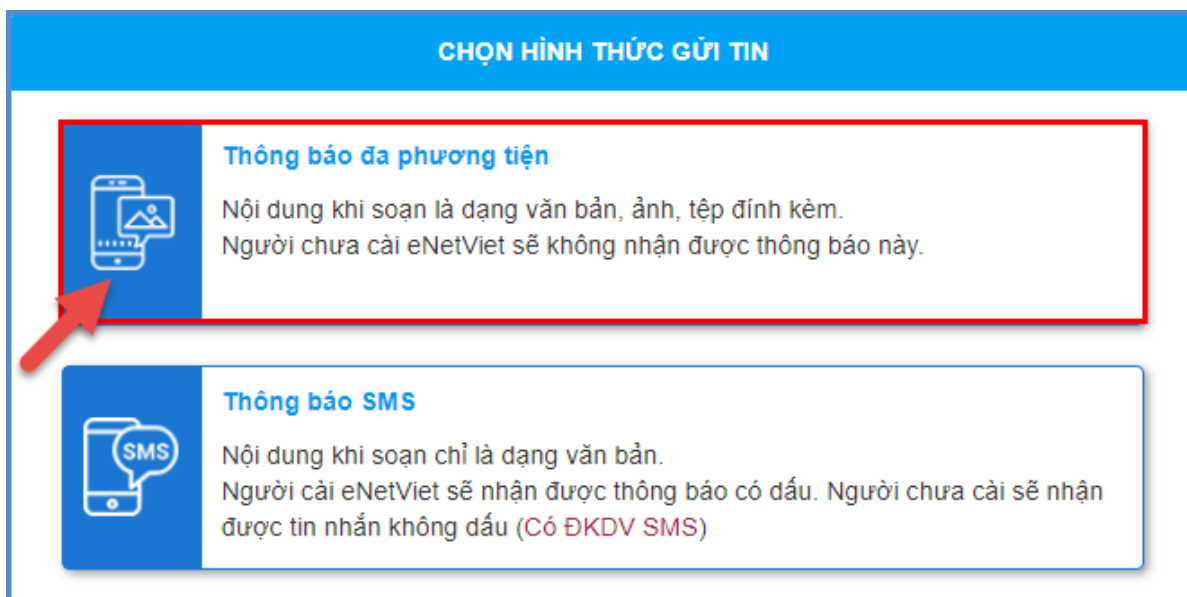 CHỌN HÌNH THỨC GỬI TIN
Thông báo đa phương tiện
Nội dung khi soạn là dạng văn bản, ảnh, tệp đính kèm.
Người chưa cài eNetViet sẽ không nhận được thông báo này.
Thông báo SMS
SMS
Nội dung khi soạn chỉ là dạng văn bản.
Người cài eNetViet sẽ nhận được thông báo có dấu. Người chưa cài sẽ nhận
được tin nhắn không dấu (Có ĐKDV SMS)